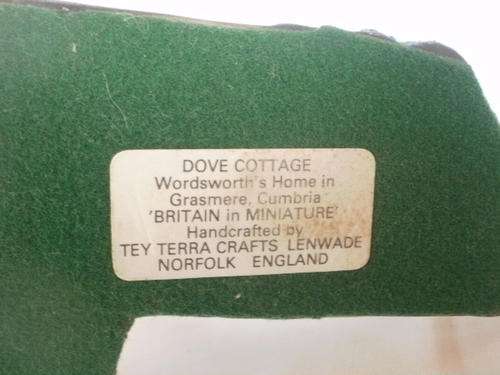 DOVE COTTAGE
Wordsworth's Home in
Grasmere, Cumbria
'BRITAIN in MINIATURE'
Handcrafted by
TEY TERRA CRAFTS LENWADE
NORFOLK ENGLAND